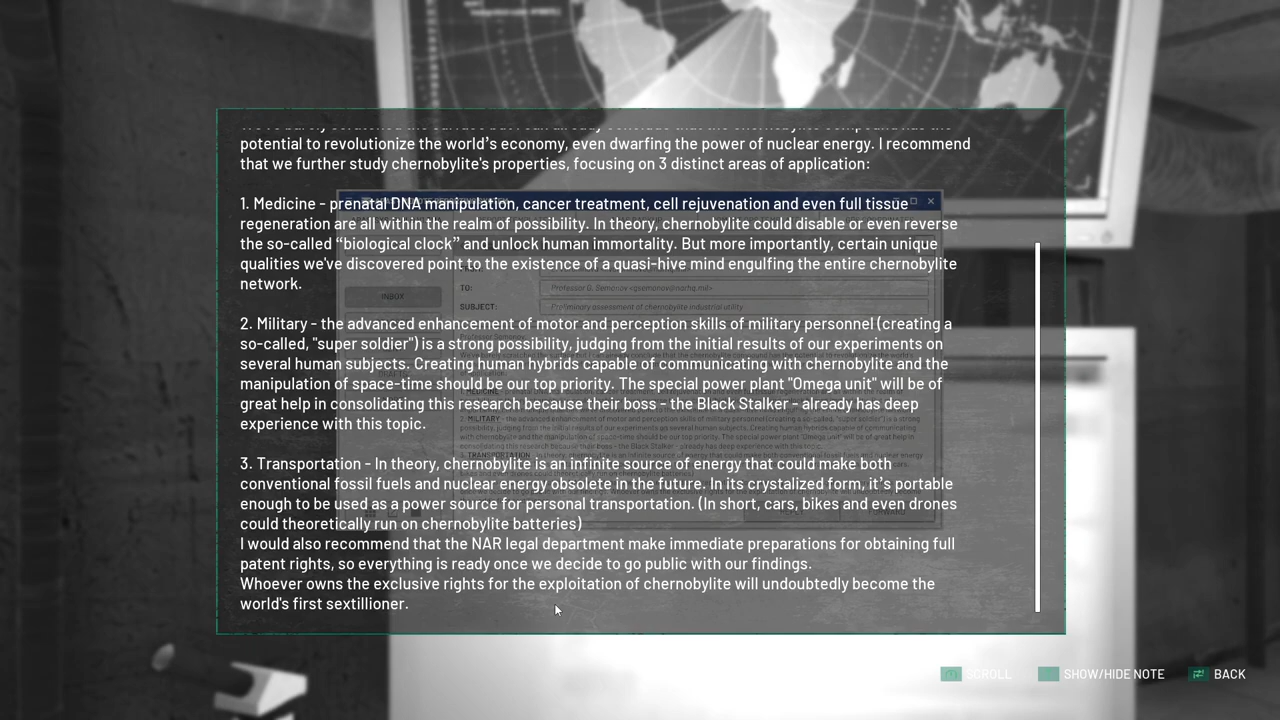 potential to revolutionize the world's economy, even dwarfing the power of nuclear energy. I recommend
that we further study chernobylite's properties, focusing on 3 distinct areas of application:
1. Medicine - prenatal DNA manipulation, cancer treatment, cell rejuvenation and even full tissue
regeneration are all within the realm of possibility. In theory, chernobylite could disable or even reverse
the so-called “biological clock” and unlock human immortality. But more importantly, certain unique
qualities we've discovered point to the existence of a quasi-hive mind engulfing the entire chernobylite
network.
INBOX
TO:
Professor G. Semonov <gsemonov@narhq.mil>
SUBJECT:
Preliminary assessment of chernobylite industrial utility
2. Military - the advanced enhancement of motor and perception skills of military personnel (creating a
so-called, "super soldier") is a strong possibility, judging from the initial results of our experiments on
several human subjects. Creating human hybrids capable of communicating with chernobylite and the
manipulation of space-time should be our top priority. The special power plant "Omega unit" will be of
great help in consolidating this research because their boss - the Black Stalker - already has deep
experience with this topic.
3. Transportation - In theory, chernobylite is an infinite source of energy that could make both
conventional fossil fuels and nuclear energy obsolete in the future. In its crystalized form, it’s portable
enough to be used as a power source for personal transportation. (In short, cars, bikes and even drones
could theoretically run on chernobylite batteries)
I would also recommend that the NAR legal department make immediate preparations for obtaining full
patent rights, so everything is ready once we decide to go public with our findings.
Whoever owns the exclusive rights for the exploitation of chernobylite will undoubtedly become the
world's first sextillioner.
SCROLL
SHOW/HIDE NOTE
BACK